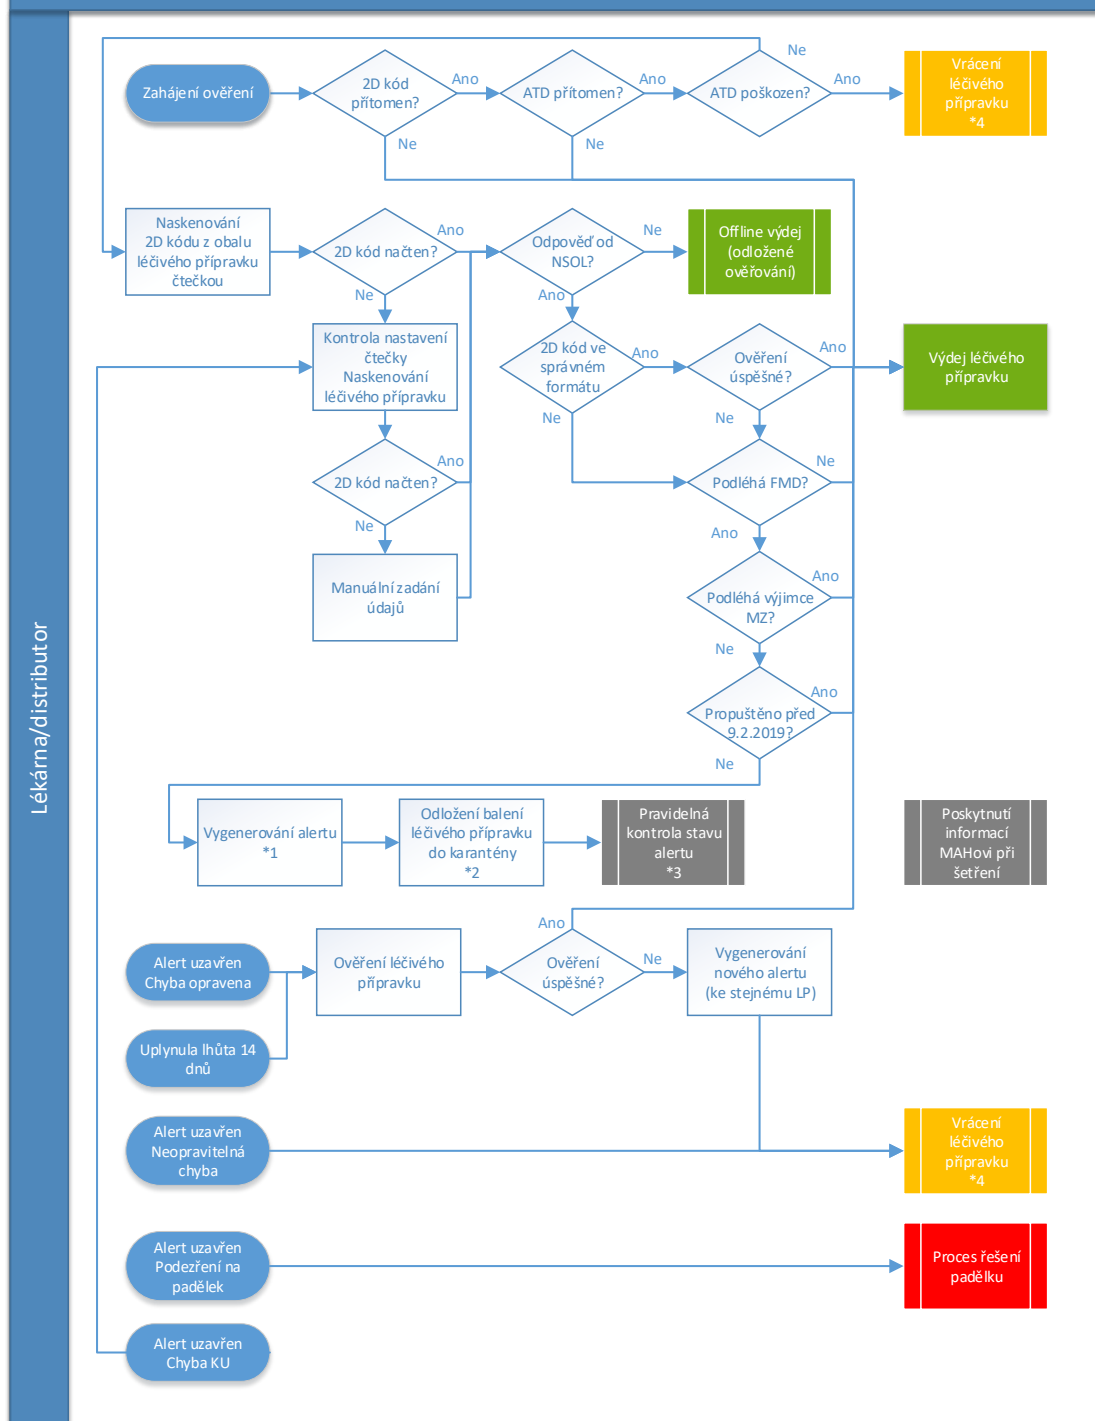 Lékárna/distributor
Zahájení ověření
2D kód
přítomen?
Ano
Ne
ATD přítomen?
Ano
Ne
ATD poškozen?
Ne
Ano
Vrácení
léčivého
přípravku
*4
Naskenování
2D kódu z obalu
léčivého přípravku
čtečkou
2D kód načten?
Ano
Ne
Odpověď od
NSOL?
Ne
Ano
Offline výdej
(odložené
ověřování)
Kontrola nastavení
čtečky
Naskenování
léčivého přípravku
2D kód ve
správném
formátu
Ano
Ne
Ověření
úspěšné?
Ano
Ne
Výdej léčivého
přípravku
2D kód načten?
Ano
Ne
Podléhá FMD?
Ne
Ano
Manuální zadání
údajů
Podléhá výjimce
MZ?
Ano
Ne
Propuštěno před
9.2.2019?
Ano
Ne
Vygenerování alertu
*1
Odložení balení
léčivého přípravku
do karantény
*2
Pravidelná
kontrola stavu
alertu
*3
Poskytnutí
informací
MAHovi při
šetření
Alert uzavřen
Chyba opravena
Ověření léčivého
přípravku
Ano
Ověření
úspěšné?
Ne
Vygenerování
nového alertu
(ke stejnému LP)
Uplynula lhůta 14
dnů
Alert uzavřen
Neopravitelná
chyba
Vrácení
léčivého
přípravku
*4
Alert uzavřen
Podezření na
padělek
Proces řešení
padělku
Alert uzavřen
Chyba KU